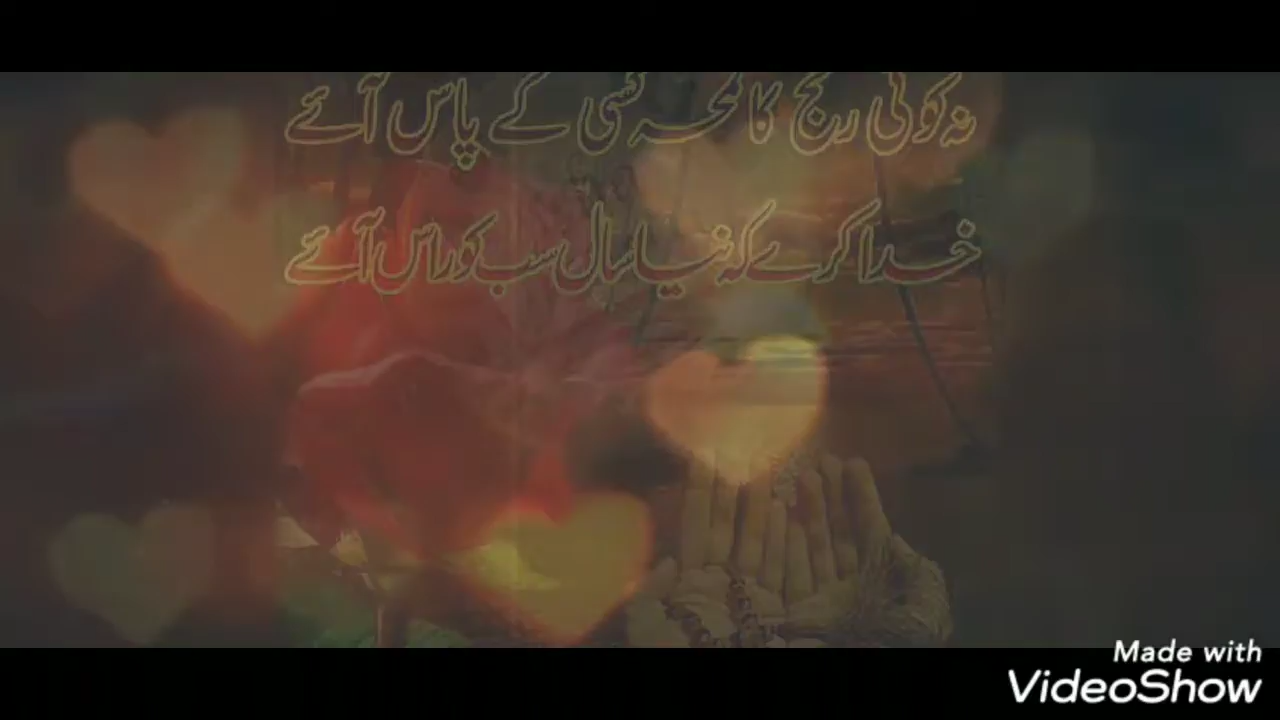 نہ کوئی رنج کا لمحہ کسی کے پاس آئے
خدا کرے کہ نیا سال سب کو راس آئے
Made with
VideoShow